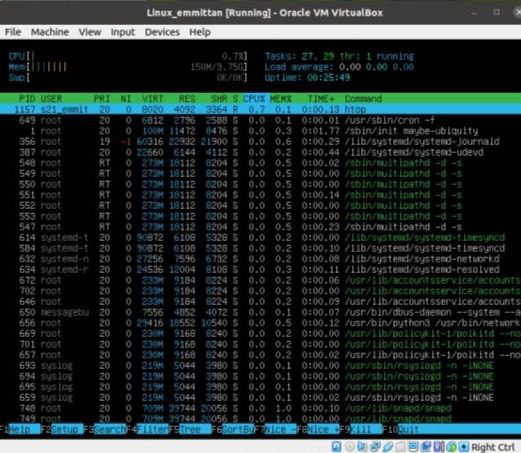 Linux_emmittan [Running] - Oracle VM VirtualBox
File Machine View Input Devices Help
CPU[| 0.7%] Tasks: 27, 29 thr; 1 running
Mem[||||||| 150M/3.75G] Load average: 0.00 0.00 0.00
Swp[ 0K/0K] Uptime: 00:25:49
PID USER PRI NI VIRT RES SHR S CPU% MEM% TIME+ Command
1157 s21_emmit 20 0 8020 4092 3364 R 0.7 0.1 0:00.13 htop
649 root 20 0 6812 2796 2588 S 0.0 0.1 0:00.01 /usr/sbin/cron -f
1 root 20 0 100M 11472 8476 S 0.0 0.3 0:01.77 /sbin/init maybe-ubiquity
356 root 19 -1 60316 22932 21900 S 0.0 0.6 0:00.29 /lib/systemd/systemd-journald
387 root 20 0 22660 6144 4112 S 0.0 0.2 0:00.44 /lib/systemd/systemd-udevd
548 root RT 0 273M 18112 8204 S 0.0 0.5 0:00.02 /sbin/multipathd -d -s
549 root RT 0 273M 18112 8204 S 0.0 0.5 0:00.00 /sbin/multipathd -d -s
550 root RT 0 273M 18112 8204 S 0.0 0.5 0:00.00 /sbin/multipathd -d -s
551 root RT 0 273M 18112 8204 S 0.0 0.5 0:00.14 /sbin/multipathd -d -s
552 root RT 0 273M 18112 8204 S 0.0 0.5 0:00.06 /sbin/multipathd -d -s
553 root RT 0 273M 18112 8204 S 0.0 0.5 0:00.00 /sbin/multipathd -d -s
547 root RT 0 273M 18112 8204 S 0.0 0.5 0:00.23 /sbin/multipathd -d -s
614 systemd-t 20 0 90872 6108 5328 S 0.0 0.2 0:00.00 /lib/systemd/systemd-timesyncd
584 systemd-t 20 0 90872 6108 5328 S 0.0 0.2 0:00.10 /lib/systemd/systemd-timesyncd
632 systemd-n 20 0 27256 7596 6732 S 0.0 0.2 0:00.08 /lib/systemd/systemd-networkd
634 systemd-r 20 0 24536 12004 8108 S 0.0 0.3 0:00.11 /lib/systemd/systemd-resolved
672 root 20 0 233M 9184 8224 S 0.0 0.2 0:00.06 /usr/lib/accountsservice/accounts
702 root 20 0 233M 9184 8224 S 0.0 0.2 0:00.00 /usr/lib/accountsservice/accounts
646 root 20 0 233M 9184 8224 S 0.0 0.2 0:00.09 /usr/lib/accountsservice/accounts
650 messagebu 20 0 7556 4852 4072 S 0.0 0.1 0:00.07 /usr/bin/dbus-daemon --system --a
656 root 20 0 29416 18552 10540 S 0.0 0.5 0:00.12 /usr/bin/python3 /usr/bin/network
669 root 20 0 230M 9168 8240 S 0.0 0.2 0:00.00 /usr/lib/policykit-1/polkitd --no
701 root 20 0 230M 9168 8240 S 0.0 0.2 0:00.00 /usr/lib/policykit-1/polkitd --no
657 root 20 0 230M 9168 8240 S 0.0 0.2 0:00.02 /usr/lib/policykit-1/polkitd --no
693 syslog 20 0 219M 5044 3980 S 0.0 0.1 0:00.00 /usr/sbin/rsyslogd -n -iNONE
694 syslog 20 0 219M 5044 3980 S 0.0 0.1 0:00.00 /usr/sbin/rsyslogd -n -iNONE
695 syslog 20 0 219M 5044 3980 S 0.0 0.1 0:00.00 /usr/sbin/rsyslogd -n -iNONE
659 syslog 20 0 219M 5044 3980 S 0.0 0.1 0:00.02 /usr/sbin/rsyslogd -n -iNONE
748 root 20 0 709M 39744 20056 S 0.0 1.0 0:00.10 /usr/lib/snapd/snapd
749 root 20 0 709M 39744 20056 S 0.0 1.0 0:00.00 /usr/lib/snapd/snapd
F1Help F2Setup F3SearchF4FilterF5Tree F6SortByF7Nice -F8Nice +F9Kill F10Quit
Right Ctrl